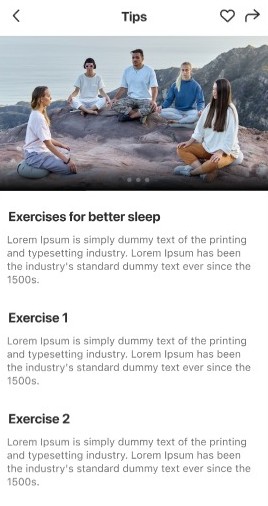 Tips
Exercises for better sleep
Lorem Ipsum is simply dummy text of the printing
and typesetting industry. Lorem Ipsum has been
the industry's standard dummy text ever since the
1500s.
Exercise 1
Lorem Ipsum is simply dummy text of the printing
and typesetting industry. Lorem Ipsum has been
the industry's standard dummy text ever since the
1500s.
Exercise 2
Lorem Ipsum is simply dummy text of the printing
and typesetting industry. Lorem Ipsum has been
the industry's standard dummy text ever since the
1500s.